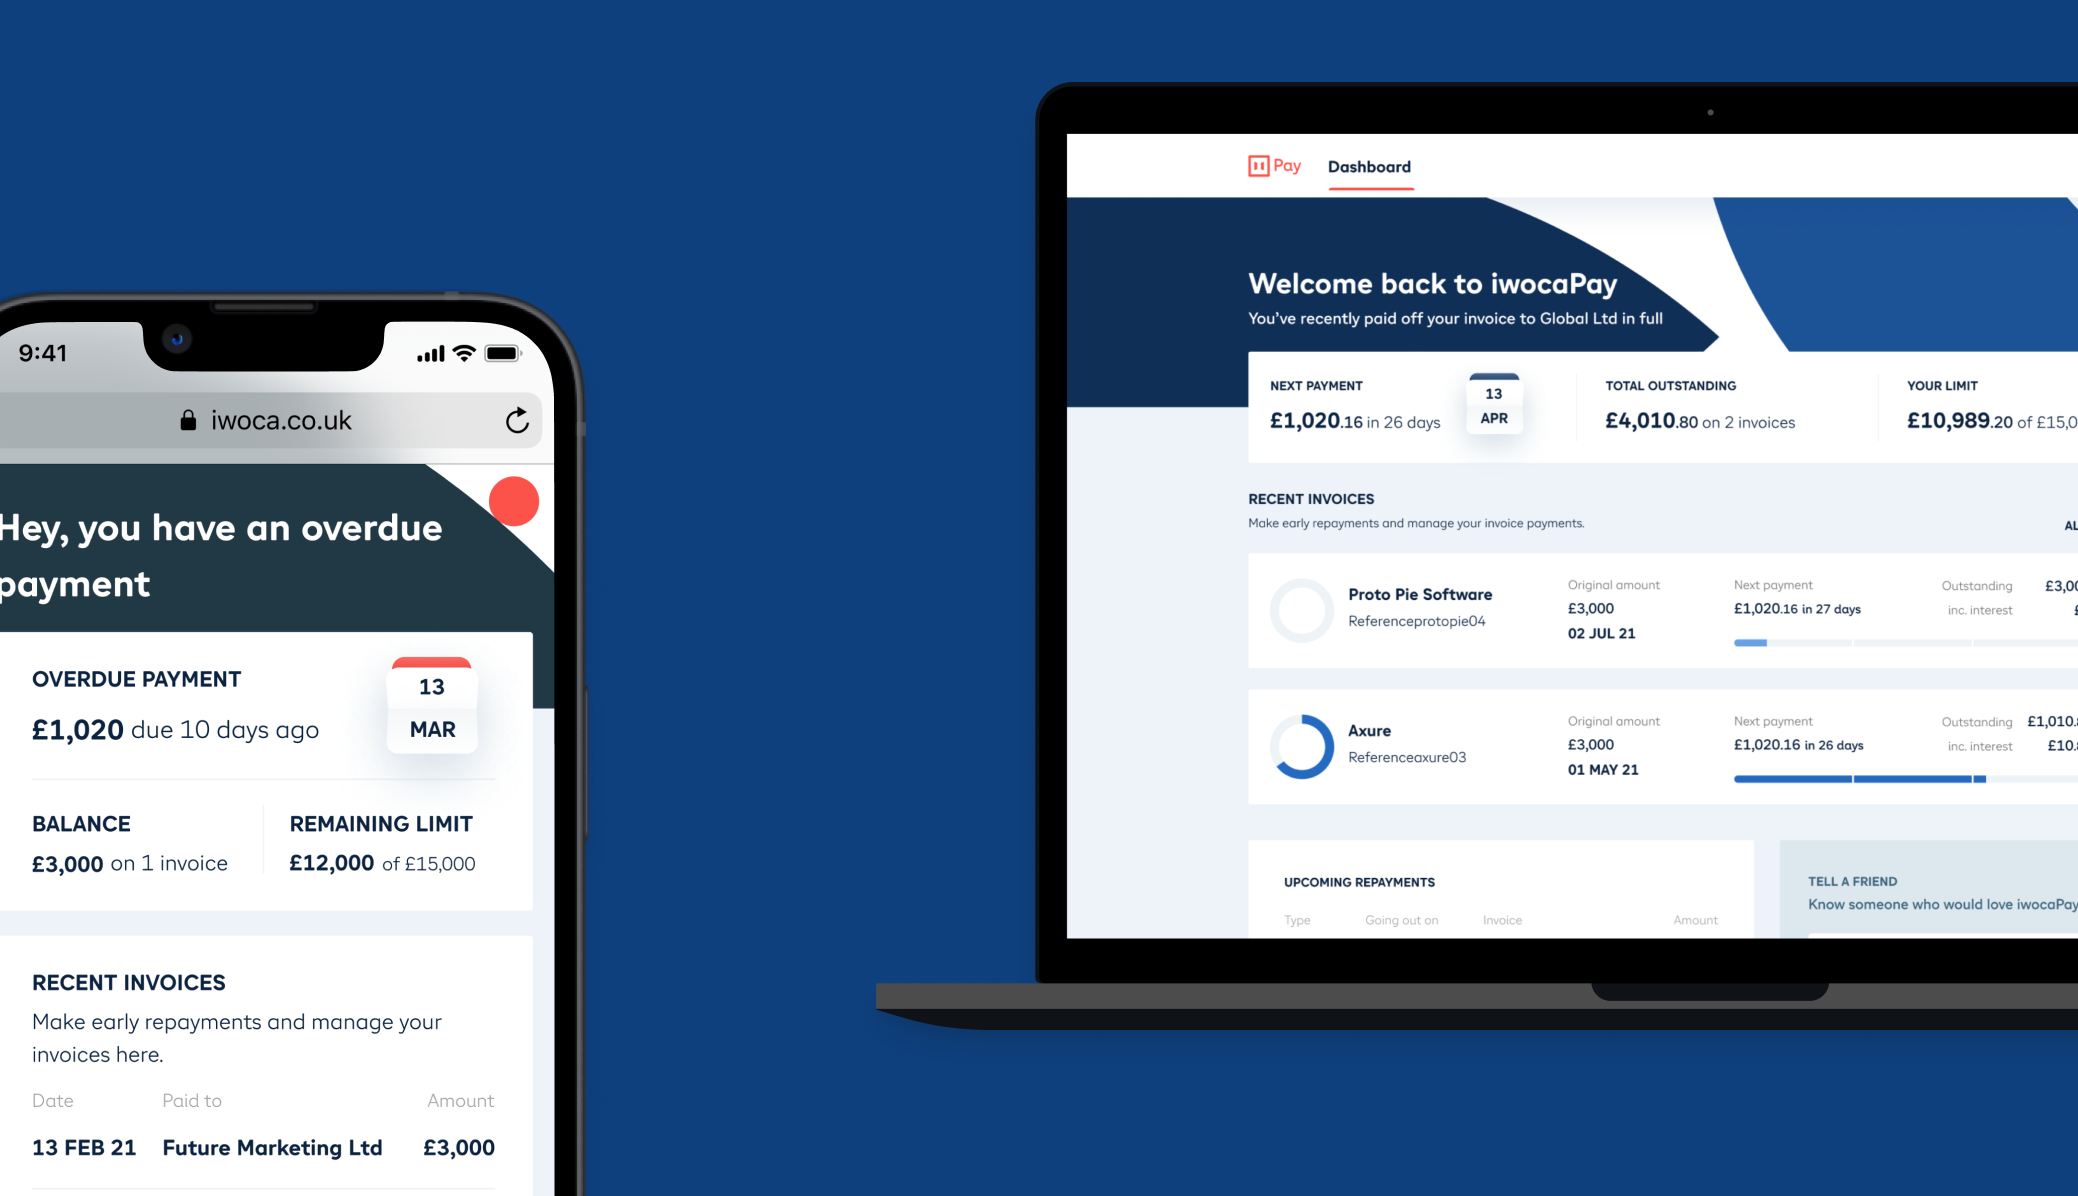 9:41
iwoca.co.uk
Hey, you have an overdue
payment
OVERDUE PAYMENT
£1,020 due 10 days ago
13
MAR
BALANCE
£3,000 on 1 invoice
REMAINING LIMIT
£12,000 of £15,000
RECENT INVOICES
Make early repayments and manage your
invoices here.
Date Paid to Amount
13 FEB 21 Future Marketing Ltd £3,000
Pay Dashboard
Welcome back to iwocaPay
You've recently paid off your invoice to Global Ltd in full
NEXT PAYMENT
£1,020.16 in 26 days
13
APR
TOTAL OUTSTANDING
£4,010.80 on 2 invoices
YOUR LIMIT
£10,989.20 of £15,0
RECENT INVOICES
Make early repayments and manage your invoice payments.
AL
Proto Pie Software
Referenceprotopie04
Original amount
£3,000
02 JUL 21
Next payment
£1,020.16 in 27 days
Outstanding £3,00
inc. interest £
Axure
Referenceaxure03
Original amount
£3,000
01 MAY 21
Next payment
£1,020.16 in 26 days
Outstanding £1,010.8
inc. interest £10.8
UPCOMING REPAYMENTS
Type Going out on Invoice Amount
TELL A FRIEND
Know someone who would love iwocaPay